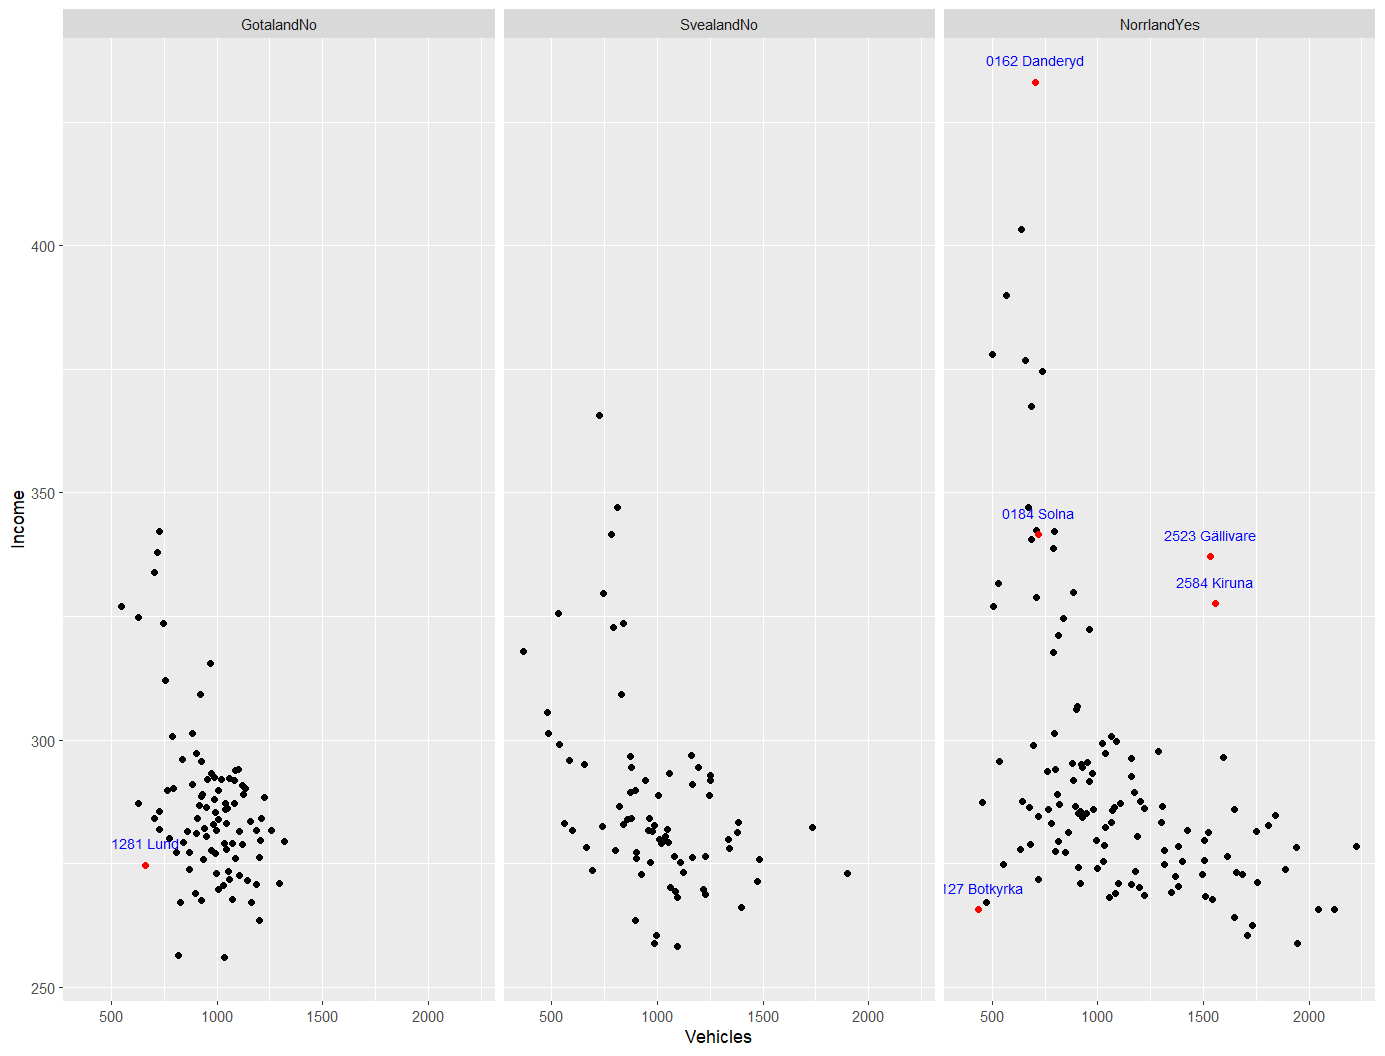 GotalandNo SvealandNo NorrlandYes
0162 Danderyd
400
350
0184 Solna
2523 Gällivare
2584 Kiruna
300
1281 Lund
127 Botkyrka
250
500 1000 1500 2000 500 1000 1500 2000 500 1000 1500 2000
Vehicles
Income